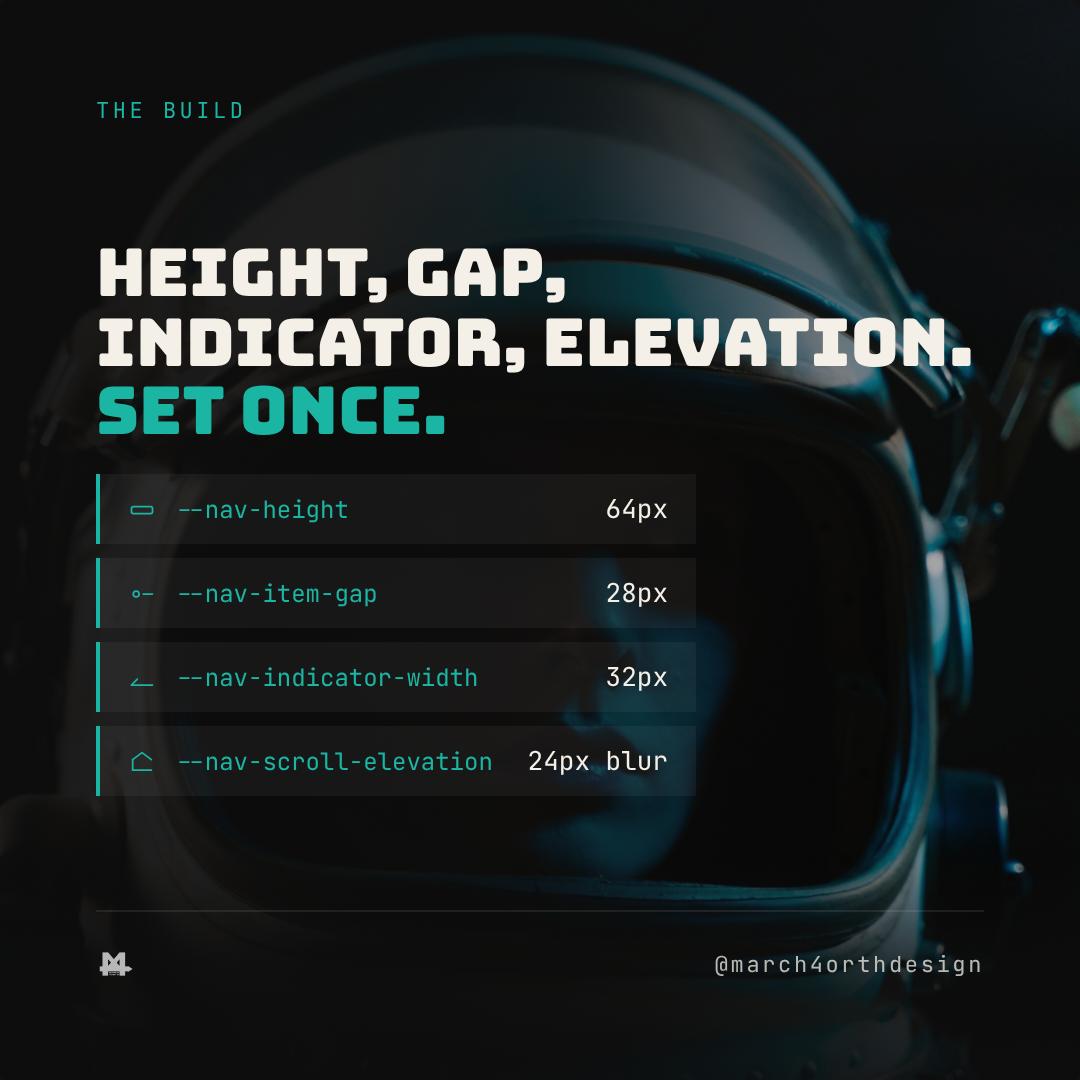 THE BUILD
HEIGHT, GAP,
INDICATOR, ELEVATION.
SET ONCE.
--nav-height 64px
--nav-item-gap 28px
--nav-indicator-width 32px
--nav-scroll-elevation 24px blur
@march4orthdesign